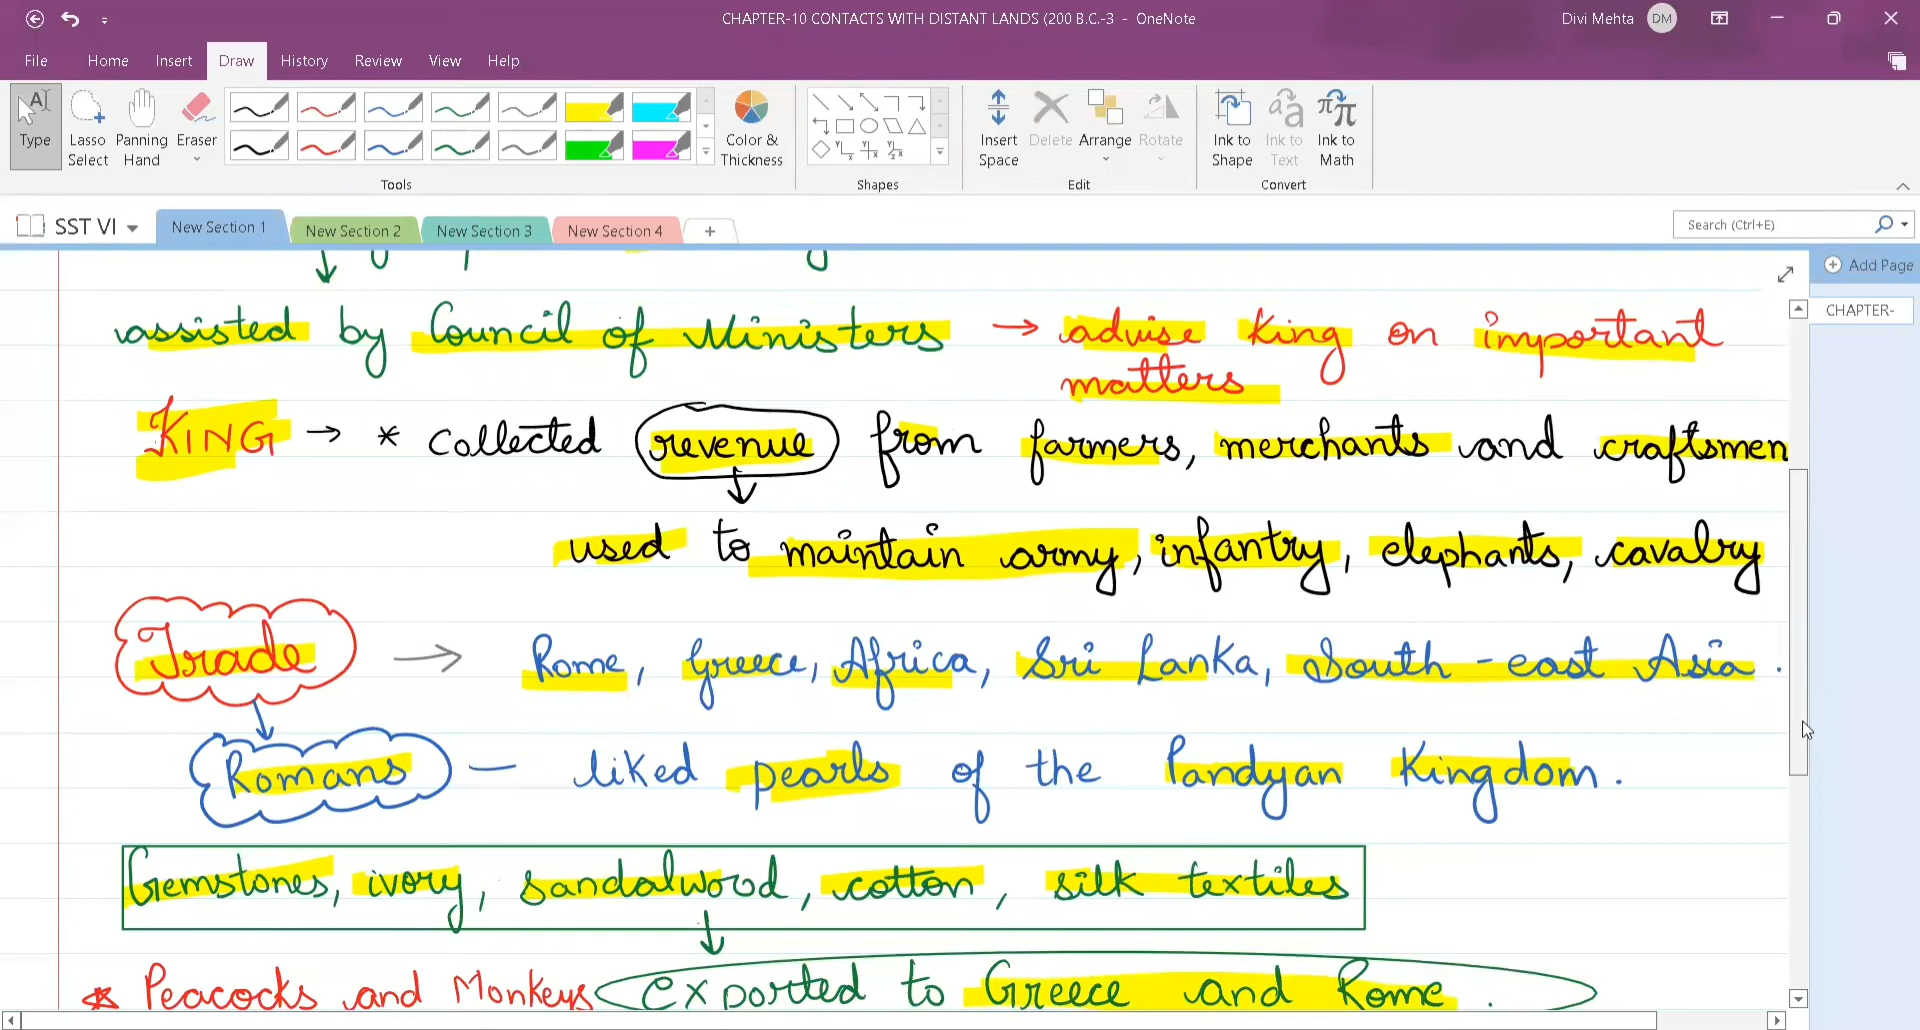 CHAPTER-10 CONTACTS WITH DISTANT LANDS (200 B.C.-3 - OneNote
Divi Mehta DM
File Home Insert Draw History Review View Help
Type Lasso Select Panning Hand Eraser Color & Thickness Insert Space Delete Arrange Rotate Ink to Shape Ink to Text Ink to Math
Tools Shapes Edit Convert
SST VI New Section 1 New Section 2 New Section 3 New Section 4 + Search (Ctrl+E)
Add Page
CHAPTER-
assisted by Council of Ministers → advise King on important
matters
KING → * collected revenue from farmers, merchants and craftsmen
used to maintain army, infantry, elephants, cavalry
Trade → Rome, Greece, Africa, Sri Lanka, South-east Asia.
Romans — liked pearls of the Pandyan Kingdom.
Gemstones, ivory, sandalwood, cotton, silk textiles
* Peacocks and Monkeys exported to Greece and Rome.